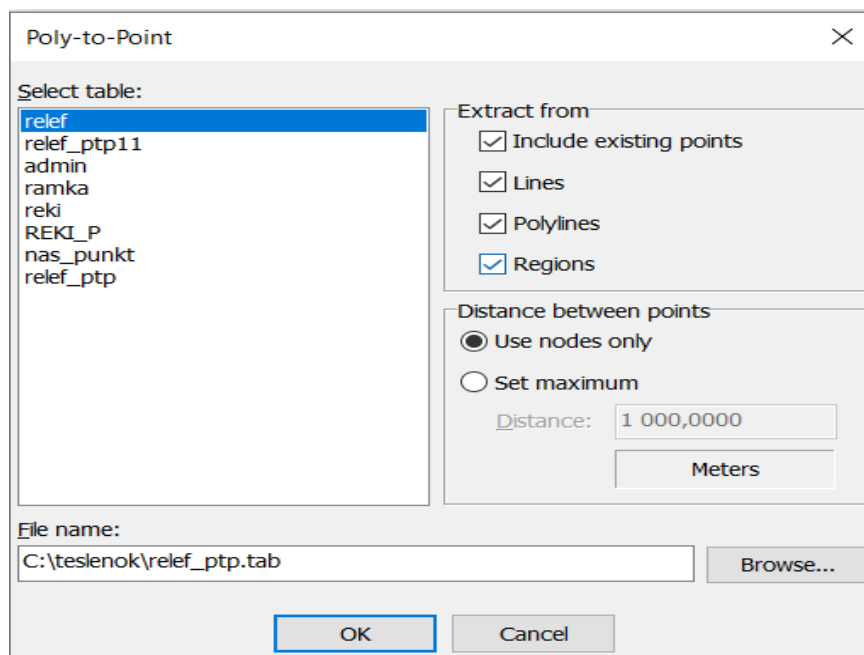 Poly-to-Point
Select table:
relef
relef_ptp11
admin
ramka
reki
REKI_P
nas_punkt
relef_ptp
Extract from
Include existing points
Lines
Polylines
Regions
Distance between points
Use nodes only
Set maximum
Distance: 1 000,0000
Meters
File name:
C:\teslenok\relef_ptp.tab
Browse...
OK Cancel